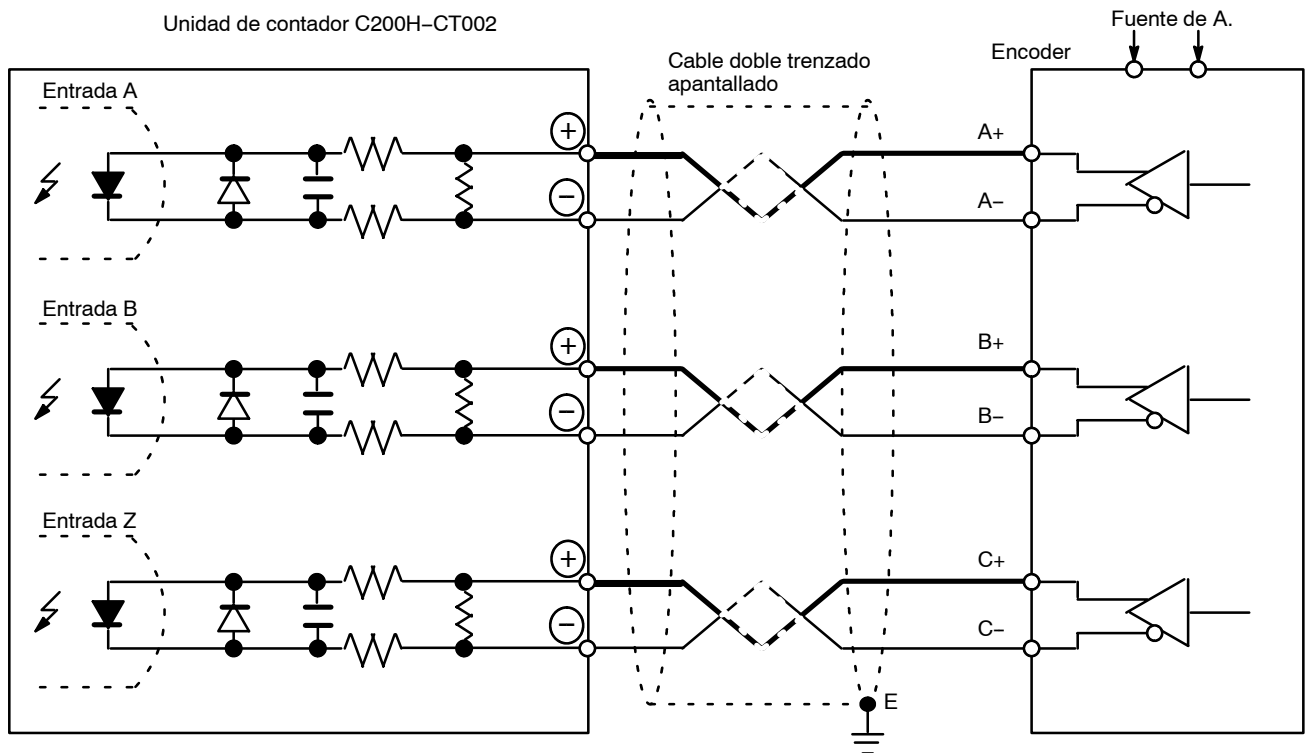 Unidad de contador C200H–CT002
Fuente de A.
Encoder
Cable doble trenzado
apantallado
Entrada A
+
−
A+
A−
Entrada B
+
−
B+
B−
Entrada Z
+
−
C+
C−
E